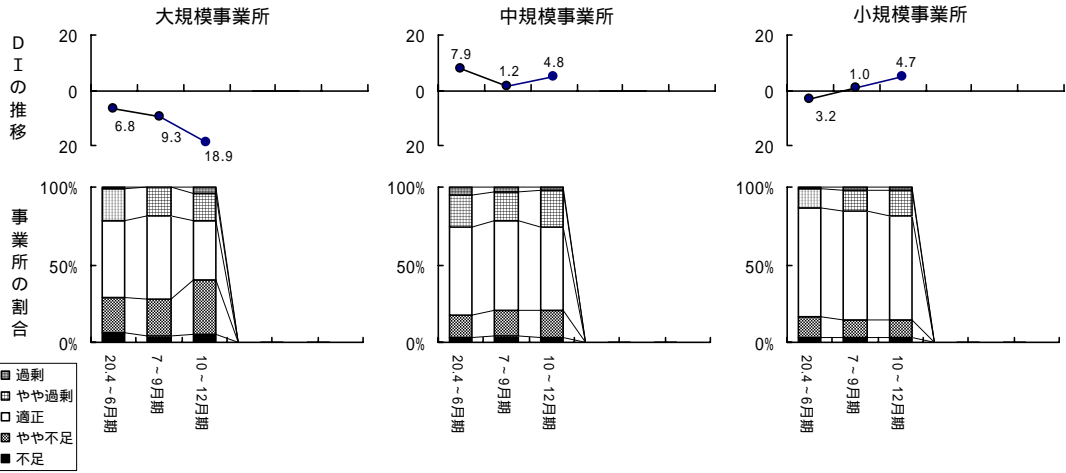 大規模事業所
中規模事業所
小規模事業所
DIの推移
20
0
20
6.8
9.3
18.9
20
0
20
7.9
1.2
4.8
20
0
20
3.2
1.0
4.7
事業所の割合
100%
50%
0%
100%
50%
0%
100%
50%
0%
20.4~6月期
7~9月期
10~12月期
20.4~6月期
7~9月期
10~12月期
20.4~6月期
7~9月期
10~12月期
過剰
やや過剰
適正
やや不足
不足